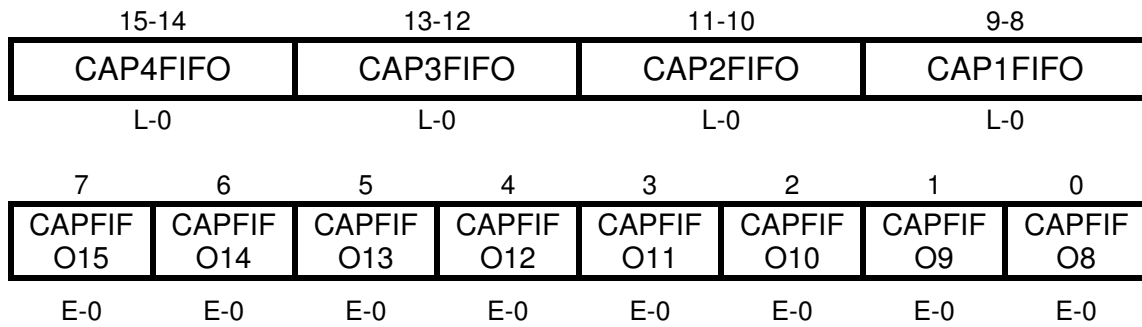 15-14 13-12 11-10 9-8
CAP4FIFO CAP3FIFO CAP2FIFO CAP1FIFO
L-0 L-0 L-0 L-0
7 6 5 4 3 2 1 0
CAPFIF CAPFIF CAPFIF CAPFIF CAPFIF CAPFIF CAPFIF CAPFIF
O15 O14 O13 O12 O11 O10 O9 O8
E-0 E-0 E-0 E-0 E-0 E-0 E-0 E-0